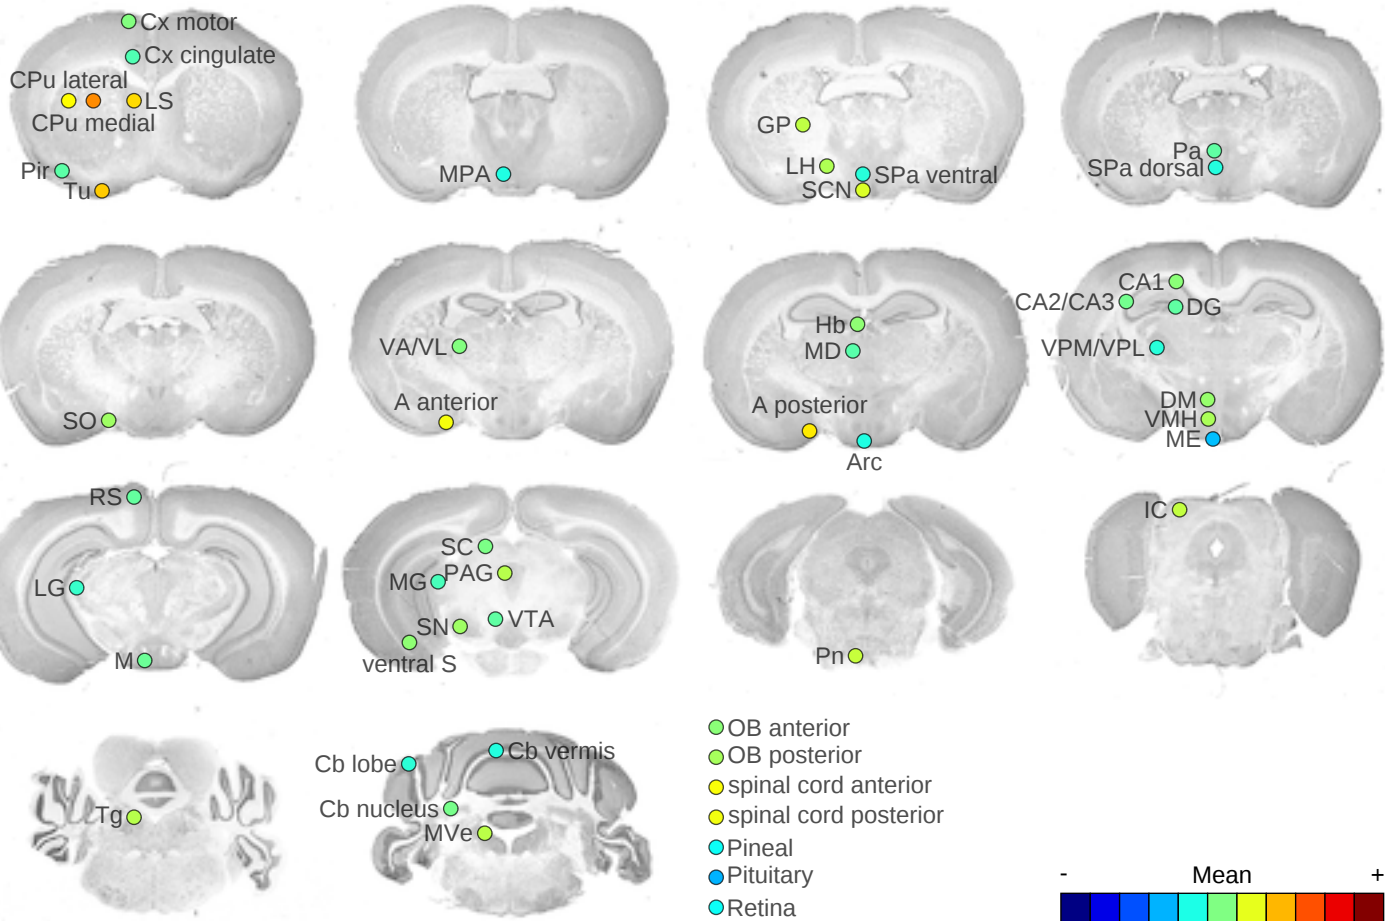 Cx motor
Cx cingulate
CPu lateral
LS
CPu medial
Pir
Tu
MPA
GP
LH
SPa ventral
SCN
Pa
SPa dorsal
SO
VA/VL
A anterior
Hb
MD
A posterior
Arc
CA1
CA2/CA3
DG
VPM/VPL
DM
VMH
ME
RS
LG
M
SC
PAG
MG
VTA
SN
ventral S
Pn
IC
Tg
Cb vermis
Cb lobe
Cb nucleus
MVe
OB anterior
OB posterior
spinal cord anterior
spinal cord posterior
Pineal
Pituitary
Retina
- Mean +